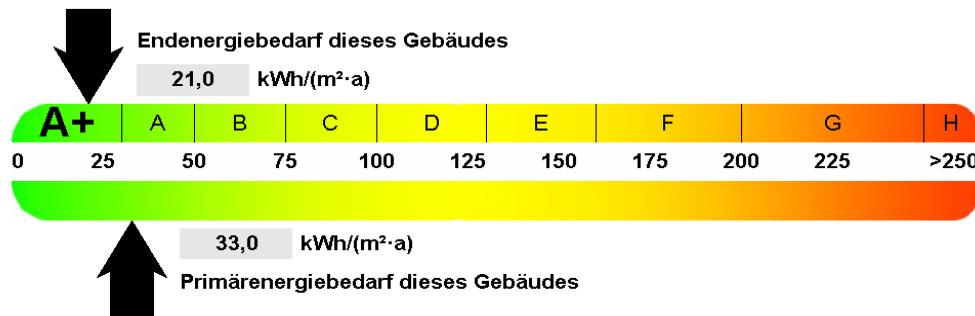 Endenergiebedarf dieses Gebäudes
21,0 kWh/(m²·a)
A+ A B C D E F G H
0 25 50 75 100 125 150 175 200 225 >250
33,0 kWh/(m²·a)
Primärenergiebedarf dieses Gebäudes